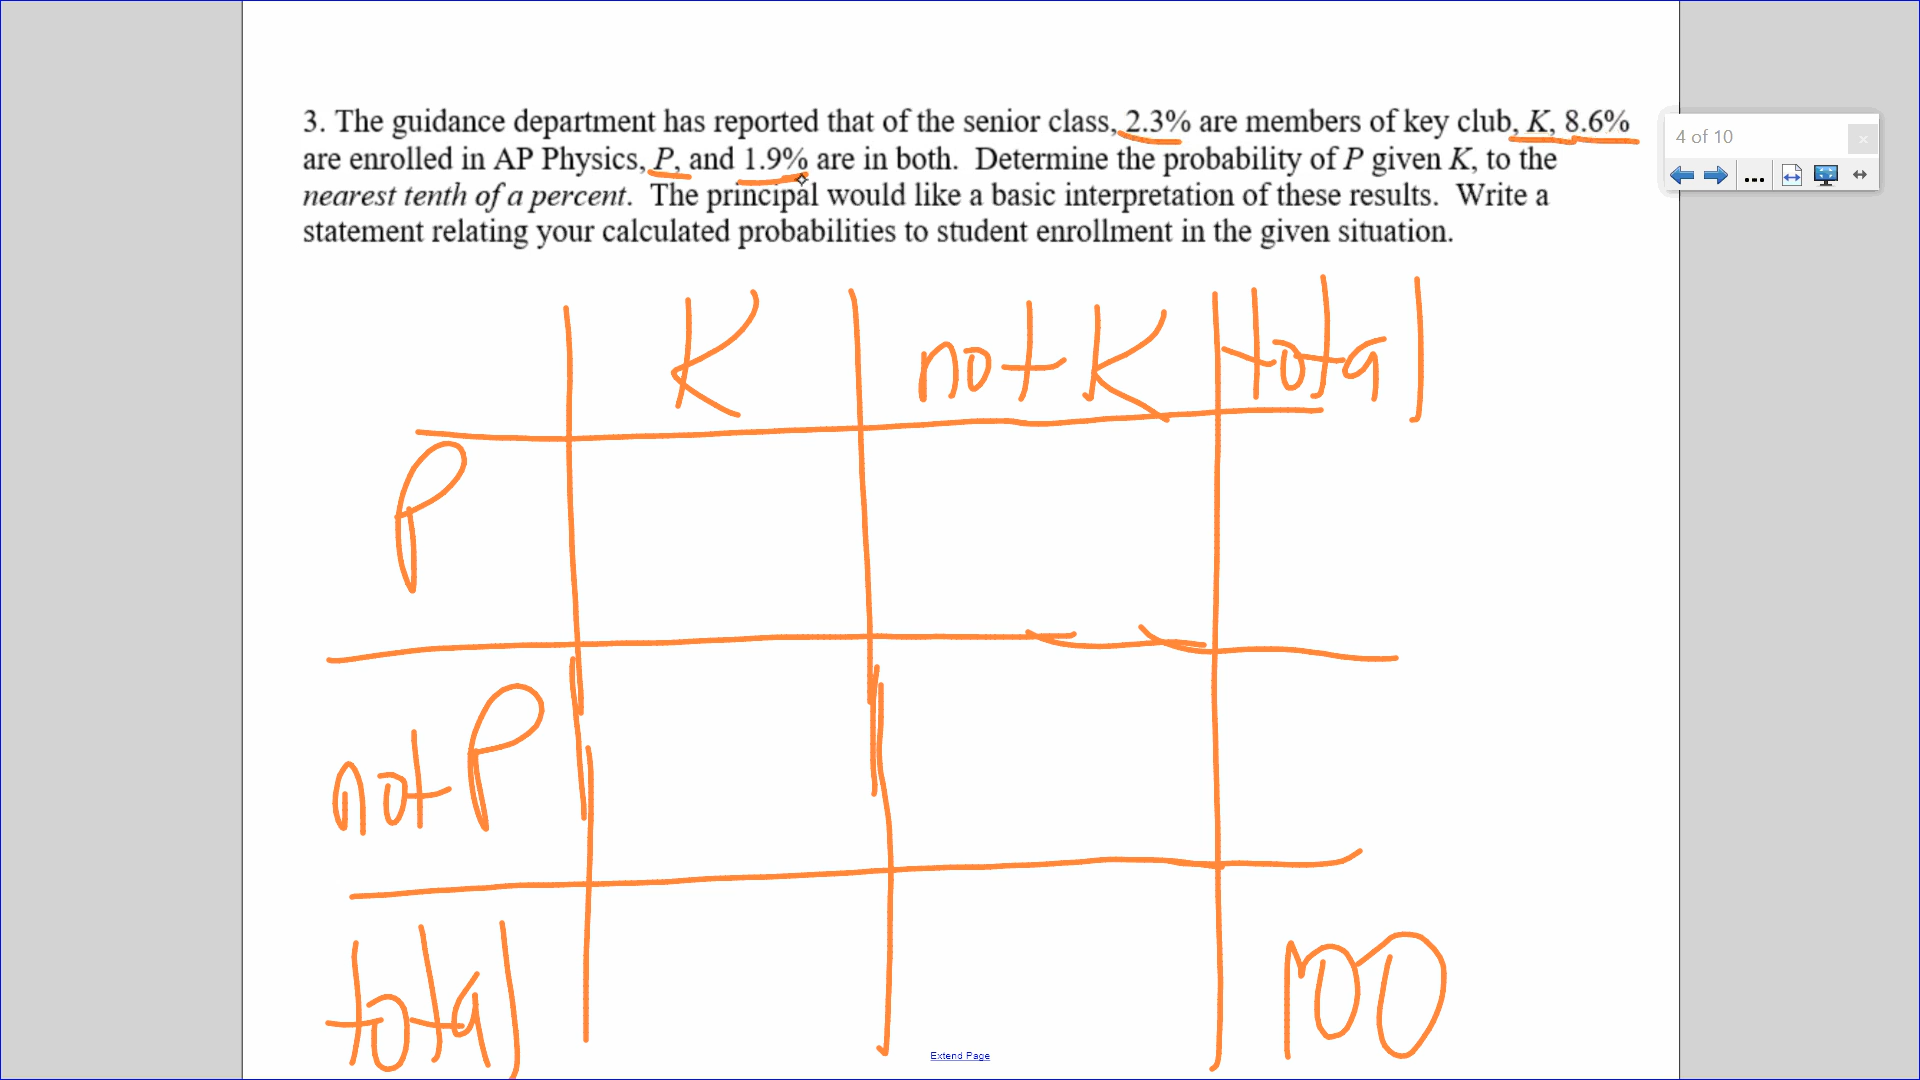 3. The guidance department has reported that of the senior class, 2.3% are members of key club, K, 8.6%
are enrolled in AP Physics, P, and 1.9% are in both. Determine the probability of P given K, to the
nearest tenth of a percent. The principal would like a basic interpretation of these results. Write a
statement relating your calculated probabilities to student enrollment in the given situation.
4 of 10
...
K not K total
P
not P
total 100
Extend Page